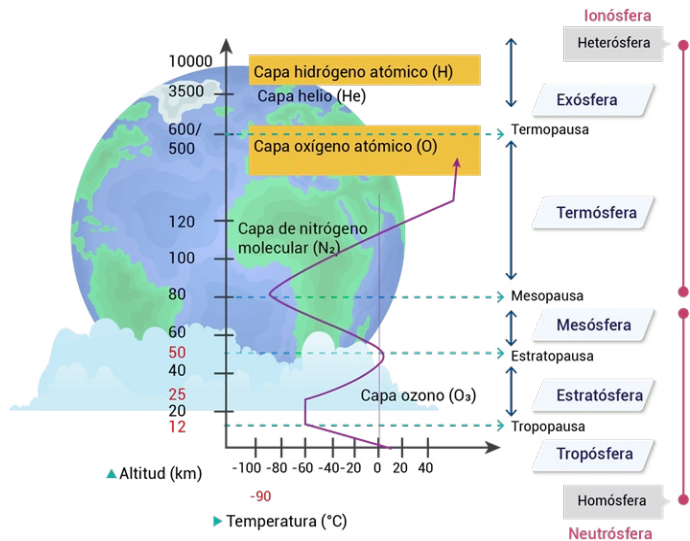 Ionósfera
Heterósfera
10000
Capa hidrógeno atómico (H)
3500
Capa helio (He)
Exósfera
600/
500
Termopausa
Capa oxígeno atómico (O)
Termósfera
120
Capa de nitrógeno
molecular (N₂)
100
80
Mesopausa
60
Mesósfera
50
Estratopausa
40
25
Capa ozono (O₃)
Estratósfera
20
12
Tropopausa
Tropósfera
-100 -80 -60 -40 -20 0 20 40
Altitud (km)
-90
Homósfera
Temperatura (°C)
Neutrósfera